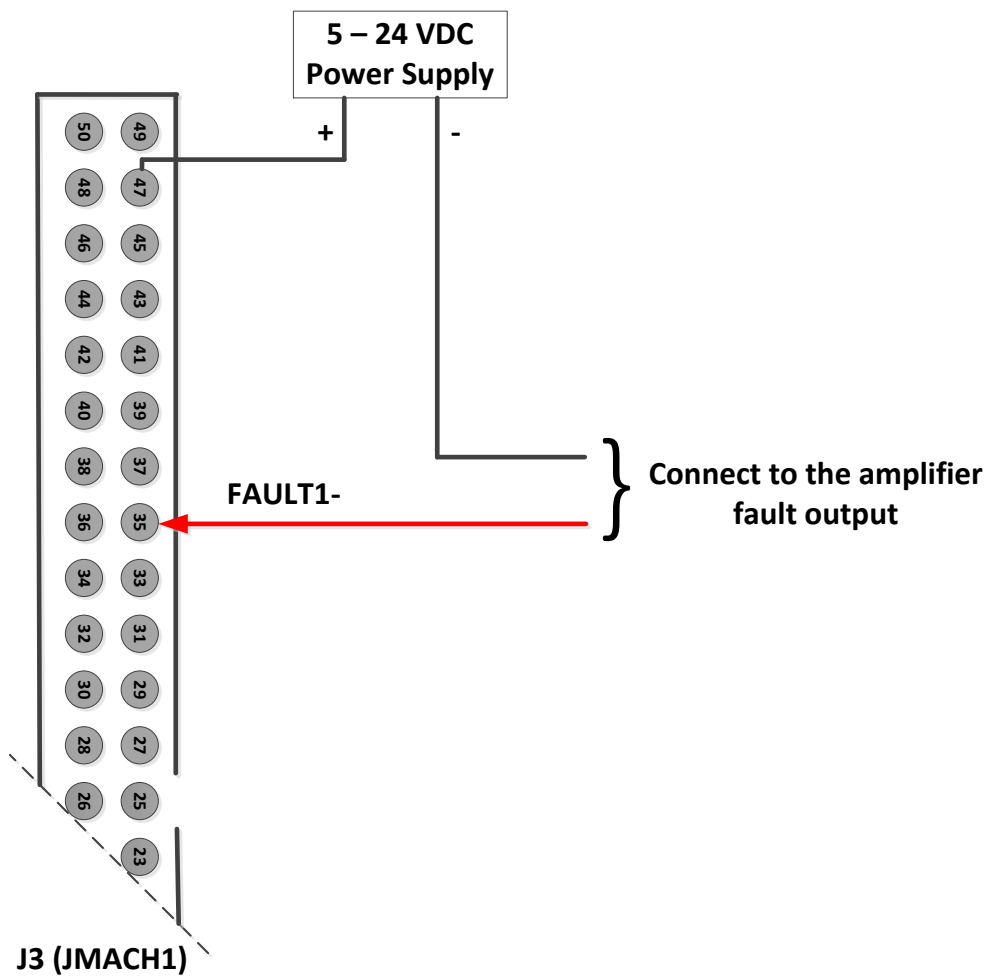 5 – 24 VDC
Power Supply
+
-
50 49
48 47
46 45
44 43
42 41
40 39
38 37
36 35
34 33
32 31
30 29
28 27
26 25
23
FAULT1-
Connect to the amplifier
fault output
J3 (JMACH1)